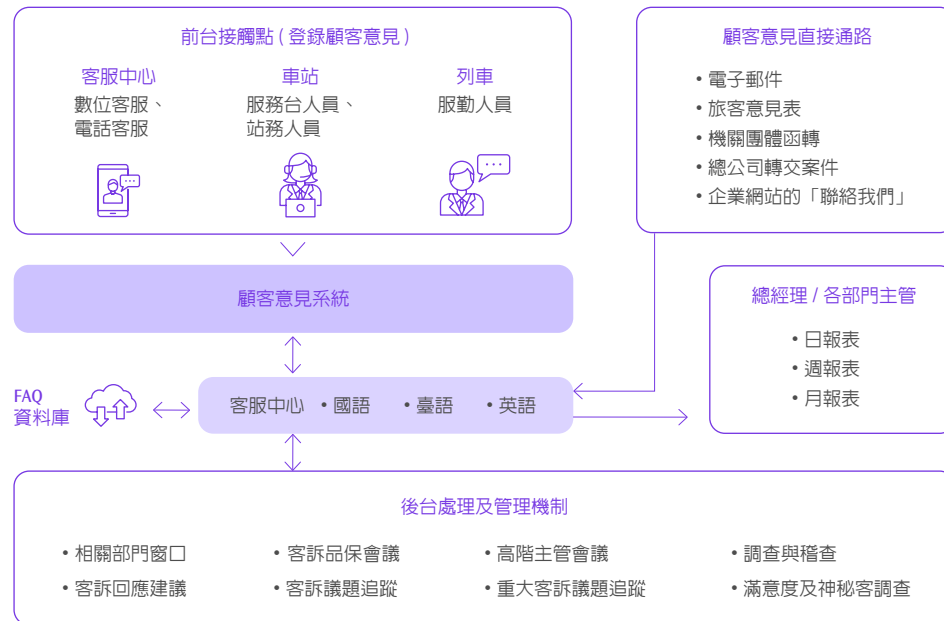 前台接觸點 ( 登錄顧客意見 )
客服中心
數位客服、
電話客服
車站
服務台人員、
站務人員
列車
服勤人員
顧客意見直接通路
• 電子郵件
• 旅客意見表
• 機關團體函轉
• 總公司轉交案件
• 企業網站的「聯絡我們」
顧客意見系統
總經理 / 各部門主管
• 日報表
• 週報表
• 月報表
FAQ
資料庫
客服中心 • 國語 • 臺語 • 英語
後台處理及管理機制
• 相關部門窗口 • 客訴品保會議 • 高階主管會議 • 調查與稽查
• 客訴回應建議 • 客訴議題追蹤 • 重大客訴議題追蹤 • 滿意度及神秘客調查